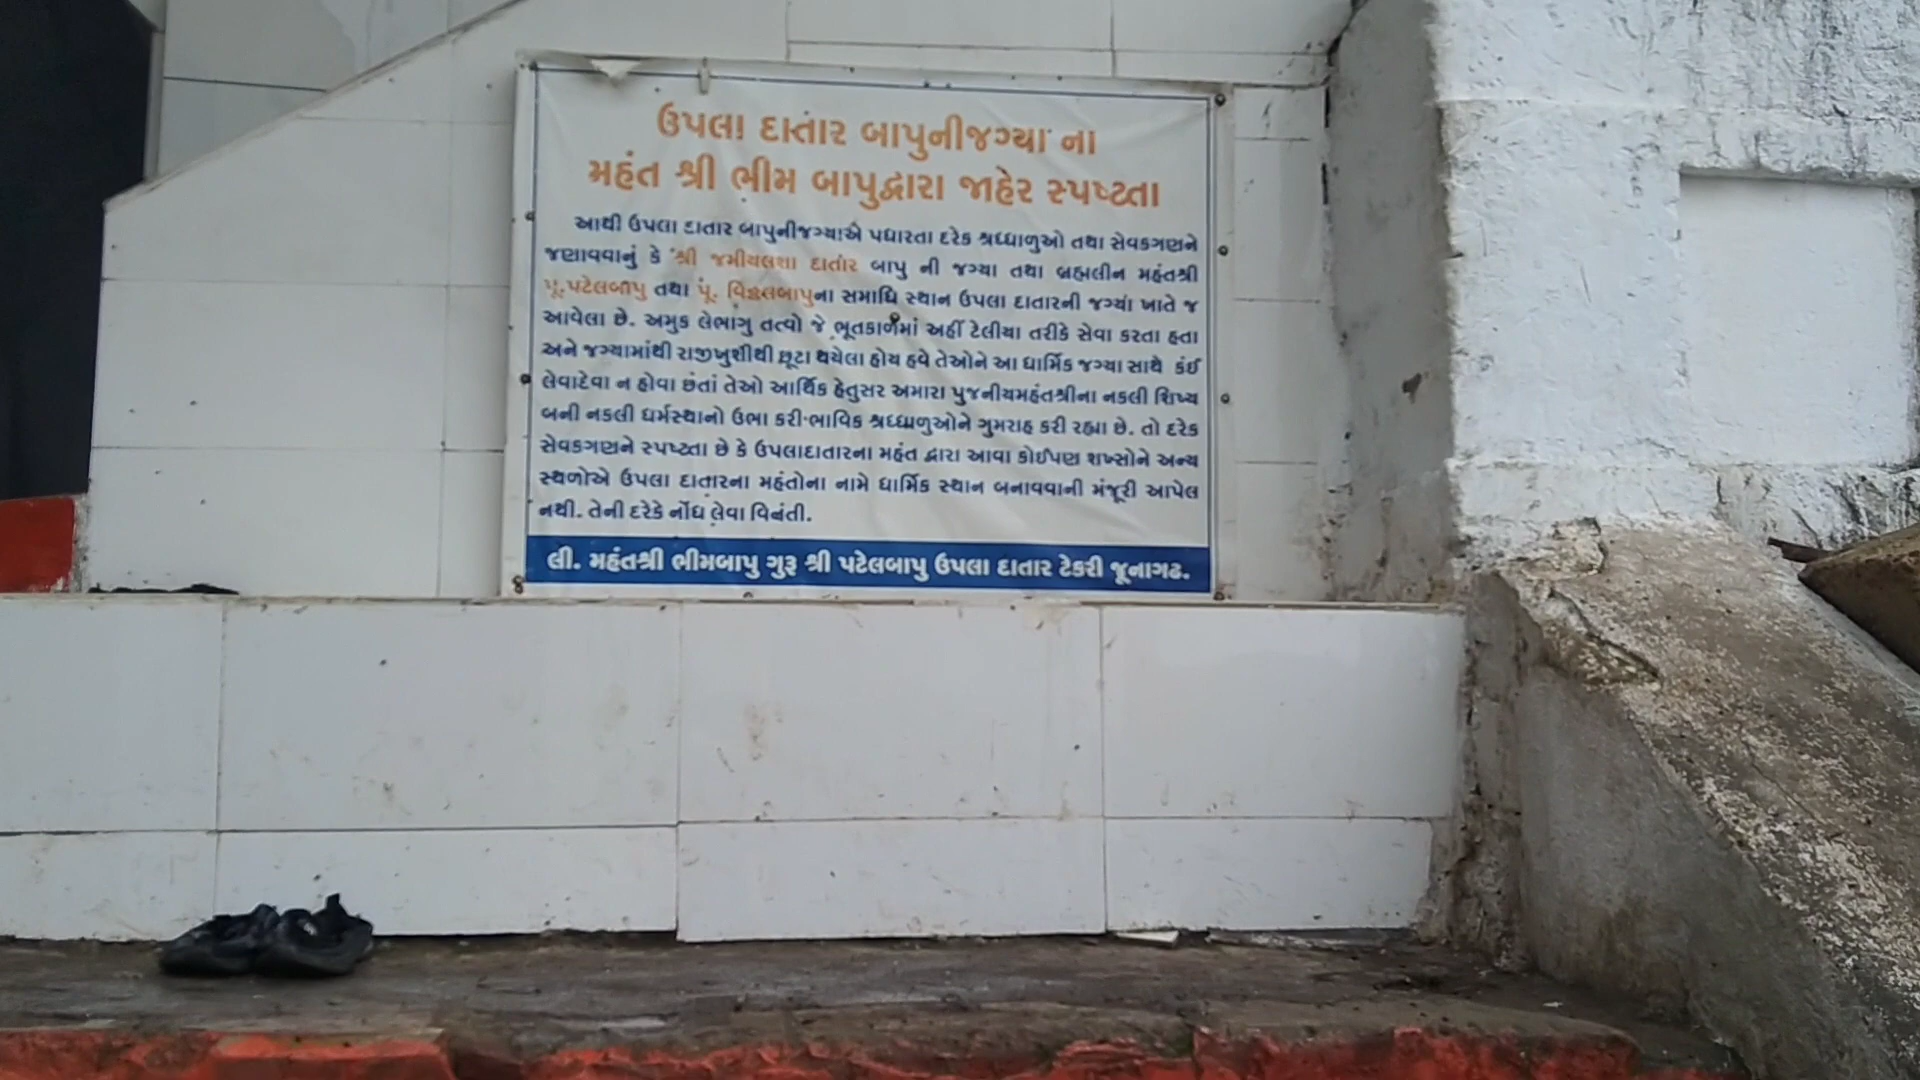 ઉપલા દાતાર બાપુનીજગ્યા ના
મહંત શ્રી ભીમ બાપુદ્વારા જાહેર સ્પષ્ટતા
આથી ઉપલા દાતાર બાપુનીજગ્યાએ પધારતા દરેક શ્રધ્ધાળુઓ તથા સેવકગણને
જણાવવાનું કે શ્રી જમીયલશા દાતાર બાપુ ની જગ્યા તથા બ્રહ્મલીન મહંતશ્રી
પૂ.પટેલબાપુ તથા પૂ. વિઠ્ઠલબાપુના સમાધિ સ્થાન ઉપલા દાતારની જગ્યા ખાતે જ
આવેલા છે. અમુક લેભાગુ તત્વો જે ભૂતકાળમાં અહીં ટેલીયા તરીકે સેવા કરતા હતા
અને જગ્યામાંથી રાજીખુશીથી છૂટા થયેલા હોય હવે તેઓને આ ધાર્મિક જગ્યા સાથે કંઈ
લેવાદેવા ન હોવા છતાં તેઓ આર્થિક હેતુસર અમારા પુજનીયમહંતશ્રીના નકલી શિષ્ય
બની નકલી ધર્મસ્થાનો ઉભા કરી ભાવિક શ્રધ્ધાળુઓને ગુમરાહ કરી રહ્યા છે. તો દરેક
સેવકગણને સ્પષ્ટતા છે કે ઉપલાદાતારના મહંત દ્વારા આવા કોઈપણ શખ્સોને અન્ય
સ્થળોએ ઉપલા દાતારના મહંતોના નામે ધાર્મિક સ્થાન બનાવવાની મંજૂરી આપેલ
નથી. તેની દરેકે નોંધ લેવા વિનંતી.
લી. મહંતશ્રી ભીમબાપુ ગુરૂ શ્રી પટેલબાપુ ઉપલા દાતાર ટેકરી જૂનાગઢ.